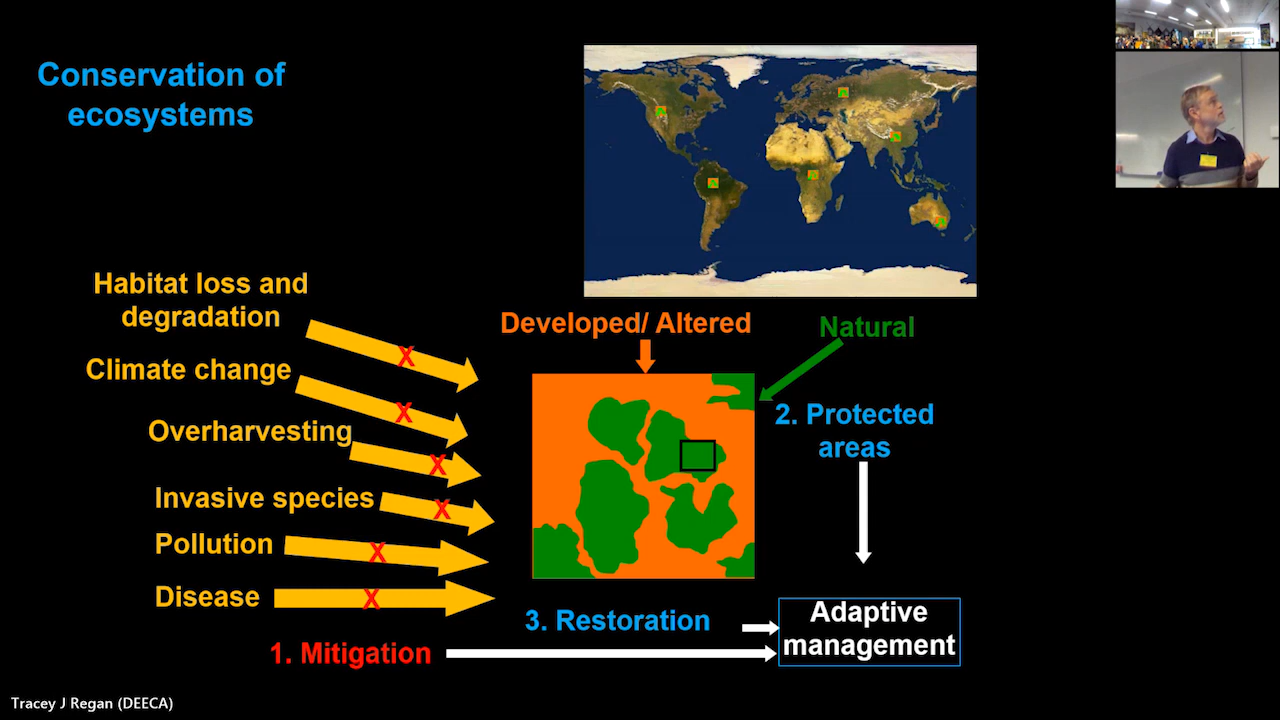 Conservation of
ecosystems
Habitat loss and
degradation
Climate change
Overharvesting
Invasive species
Pollution
Disease
X
X
X
X
X
X
Developed/ Altered
Natural
2. Protected
areas
3. Restoration
1. Mitigation
Adaptive
management
Tracey J Regan (DEECA)